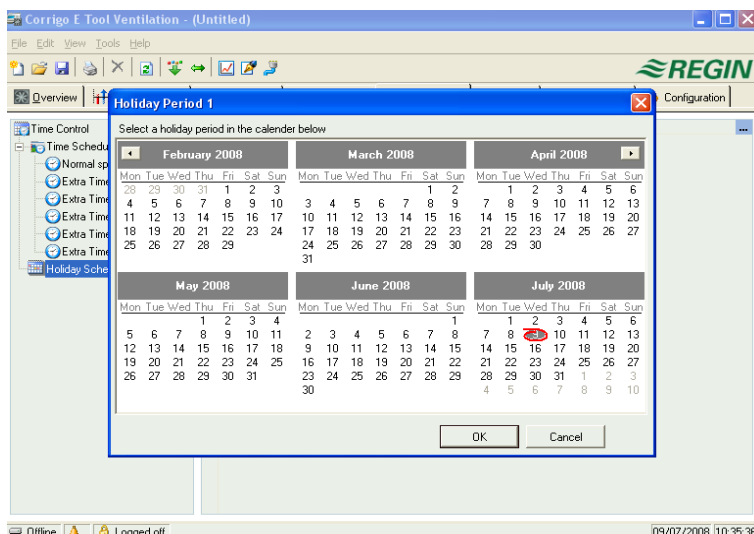 Corrigo E Tool Ventilation - (Untitled)
File Edit View Tools Help
REGIN
Overview
Configuration
Holiday Period 1
Select a holiday period in the calender below
Time Control
Time Schedu
Normal sp
Extra Time
Extra Time
Extra Time
Extra Time
Extra Time
Holiday Sche
February 2008
Mon Tue Wed Thu Fri Sat Sun
28 29 30 31 1 2 3
4 5 6 7 8 9 10
11 12 13 14 15 16 17
18 19 20 21 22 23 24
25 26 27 28 29
March 2008
Mon Tue Wed Thu Fri Sat Sun
1 2
3 4 5 6 7 8 9
10 11 12 13 14 15 16
17 18 19 20 21 22 23
24 25 26 27 28 29 30
31
April 2008
Mon Tue Wed Thu Fri Sat Sun
1 2 3 4 5 6
7 8 9 10 11 12 13
14 15 16 17 18 19 20
21 22 23 24 25 26 27
28 29 30
May 2008
Mon Tue Wed Thu Fri Sat Sun
1 2 3 4
5 6 7 8 9 10 11
12 13 14 15 16 17 18
19 20 21 22 23 24 25
26 27 28 29 30 31
June 2008
Mon Tue Wed Thu Fri Sat Sun
1
2 3 4 5 6 7 8
9 10 11 12 13 14 15
16 17 18 19 20 21 22
23 24 25 26 27 28 29
30
July 2008
Mon Tue Wed Thu Fri Sat Sun
1 2 3 4 5 6
7 8 9 10 11 12 13
14 15 16 17 18 19 20
21 22 23 24 25 26 27
28 29 30 31 1 2 3
4 5 6 7 8 9 10
OK
Cancel
Offline
Logged off
09/07/2008 10:35:36